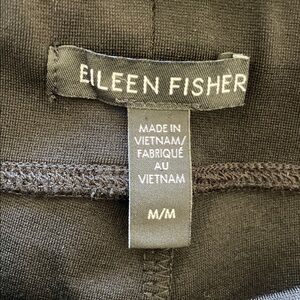 EILEEN FISHER
MADE IN
VIETNAM/
FABRIQUÉ
AU
VIETNAM
M/M